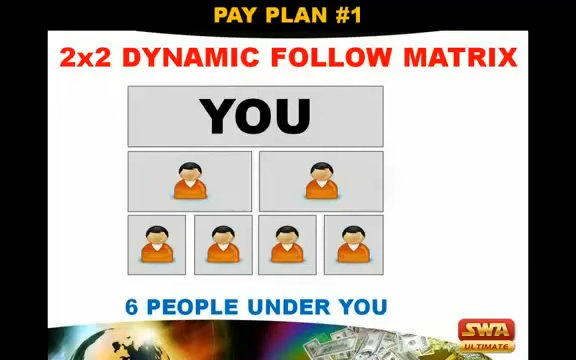 PAY PLAN #1
2x2 DYNAMIC FOLLOW MATRIX
YOU
6 PEOPLE UNDER YOU
SWA
ULTIMATE